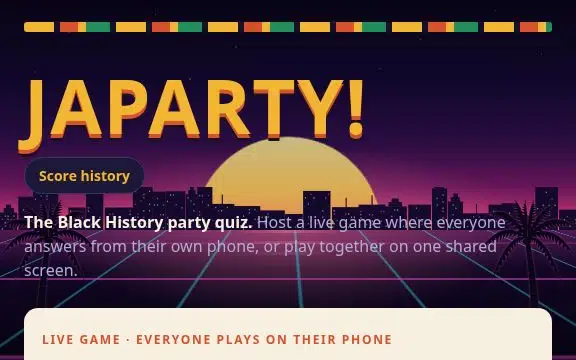 JAPARTY!
Score history
The Black History party quiz. Host a live game where everyone
answers from their own phone, or play together on one shared
screen.
LIVE GAME · EVERYONE PLAYS ON THEIR PHONE